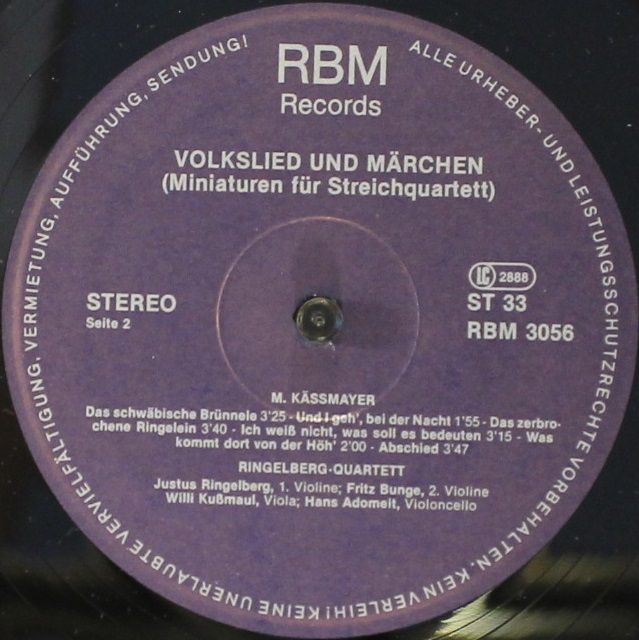 RBM
Records
ALLE URHEBER- UND LEISTUNGSSCHUTZRECHTE VORBEHALTEN. KEIN VERLEIH! KEINE UNERLAUBTE VERVIELFÄLTIGUNG, VERMIETUNG, AUFFÜHRUNG, SENDUNG!
VOLKSLIED UND MÄRCHEN
(Miniaturen für Streichquartett)
STEREO
Seite 2
LC 2888
ST 33
RBM 3056
M. KÄSSMAYER
Das schwäbische Brünnele 3'25 - Und I geh', bei der Nacht 1'55 - Das zerbro-
chene Ringelein 3'40 - Ich weiß nicht, was soll es bedeuten 3'15 - Was
kommt dort von der Höh' 2'00 - Abschied 3'47
RINGELBERG-QUARTETT
Justus Ringelberg, 1. Violine; Fritz Bunge, 2. Violine
Willi Kußmaul, Viola; Hans Adomeit, Violoncello